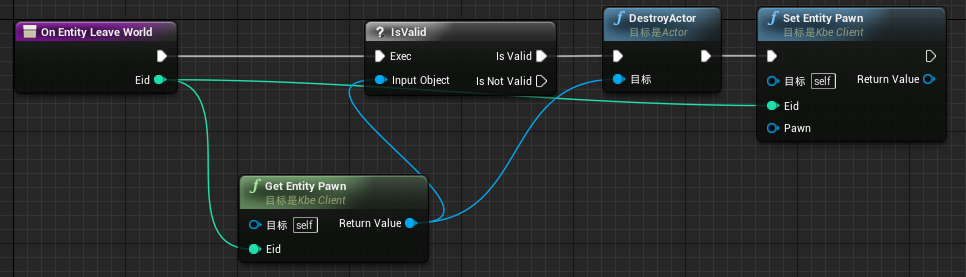 On Entity Leave World
Eid
? IsValid
Exec
Is Valid
Input Object
Is Not Valid
f DestroyActor
目标是Actor
目标
f Set Entity Pawn
目标是Kbe Client
目标 self
Return Value
Eid
Pawn
f Get Entity Pawn
目标是Kbe Client
目标 self
Return Value
Eid